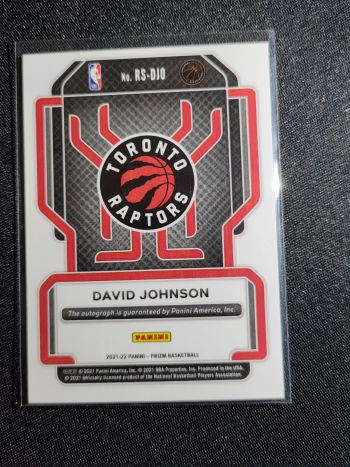 No. RS-DJO
TORONTO
RAPTORS
DAVID JOHNSON
The autograph is guaranteed by Panini America, Inc.
PANINI
2021-22 PANINI - PRIZM BASKETBALL
© 2021 Panini America, Inc. © 2021 NBA Properties, Inc. Produced in the USA.
© 2021 Officially licensed product of the National Basketball Players Association.